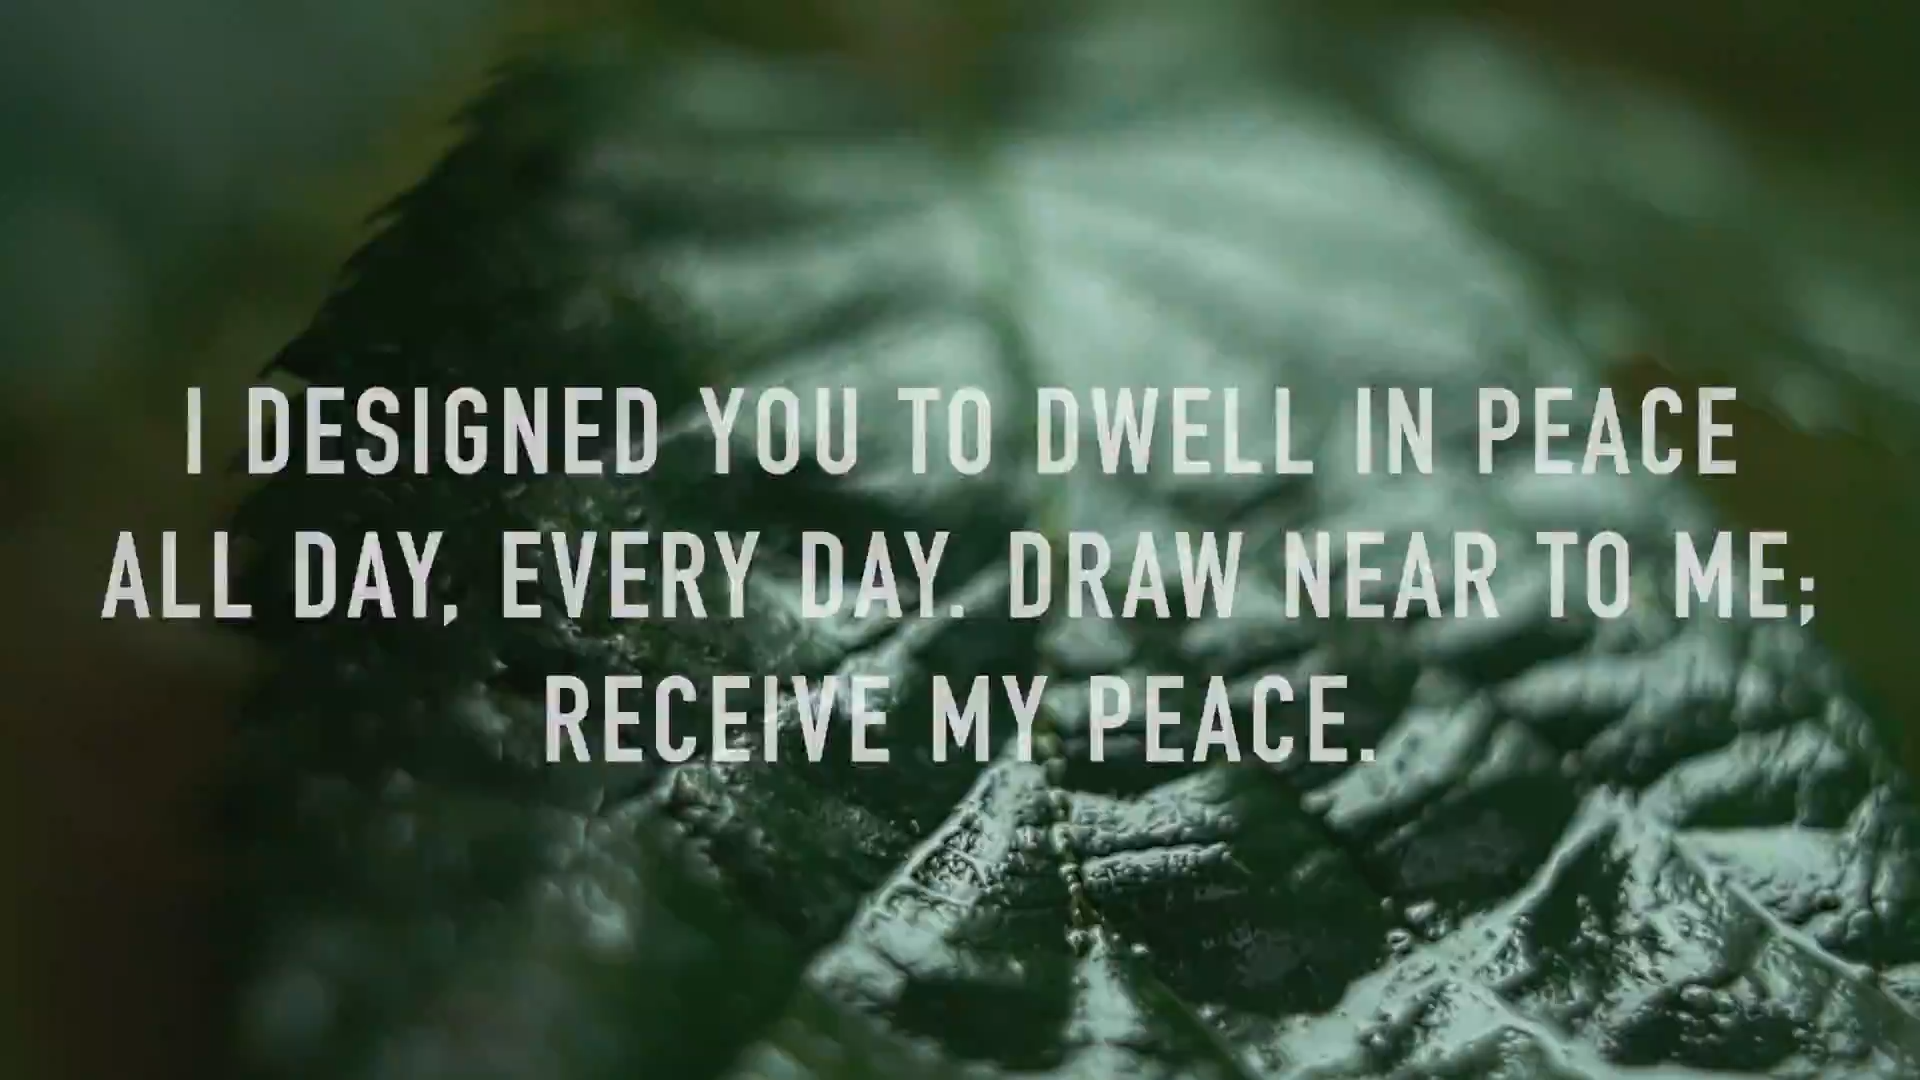 I DESIGNED YOU TO DWELL IN PEACE
ALL DAY, EVERY DAY. DRAW NEAR TO ME;
RECEIVE MY PEACE.